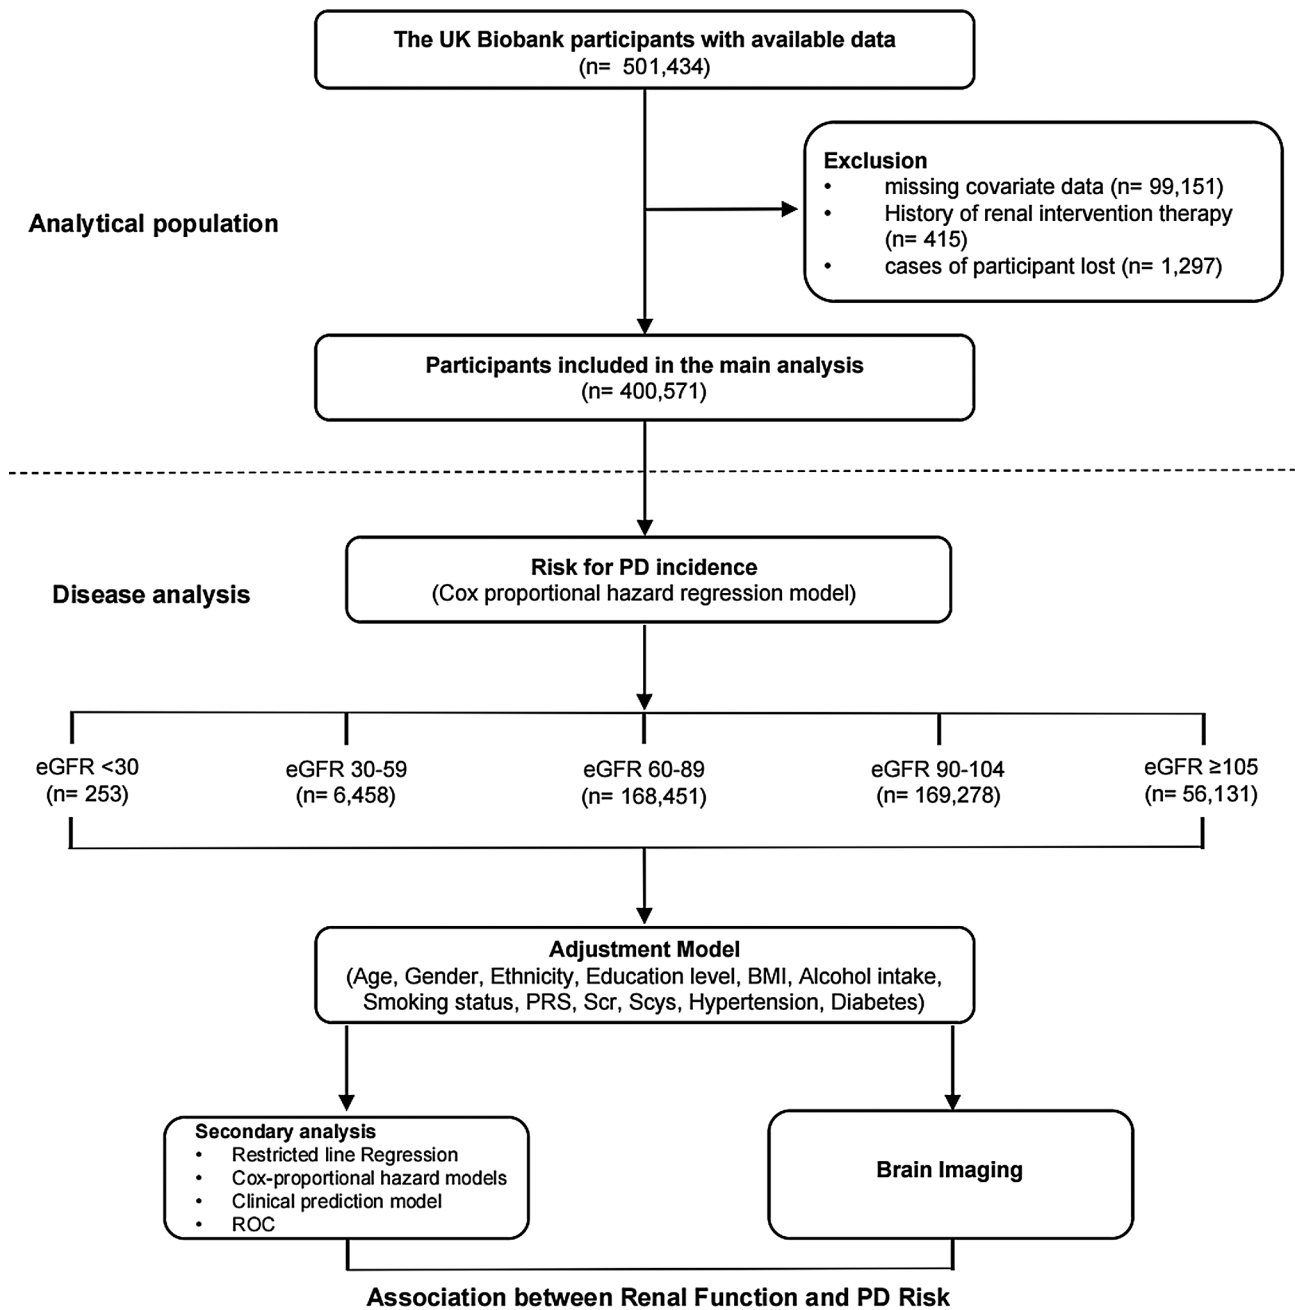 The UK Biobank participants with available data
(n=  501,434)
Exclusion
• missing covariate data (n= 99,151)
• History of renal intervention therapy
(n= 415)
• cases of participant lost (n= 1,297)
Analytical population
Participants included in the main analysis
(n= 400,571)
Risk for PD incidence
(Cox proportional hazard regression model)
Disease analysis
eGFR <30
(n= 253)
eGFR 30-59
(n= 6,458)
eGFR 60-89
(n= 168,451)
eGFR 90-104
(n= 169,278)
eGFR ≥105
(n= 56,131)
Adjustment Model
(Age, Gender, Ethnicity, Education level, BMI, Alcohol intake,
Smoking status, PRS, Scr, Scys, Hypertension, Diabetes)
Secondary analysis
• Restricted line Regression
• Cox-proportional hazard models
• Clinical prediction model
• ROC
Brain Imaging
Association between Renal Function and PD Risk